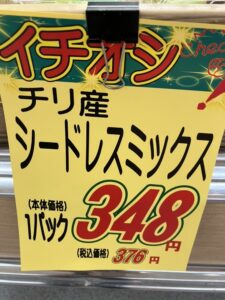 イチオシ
チリ産
シードレスミックス
(本体価格)
1パック 348円
(税込価格) 376円